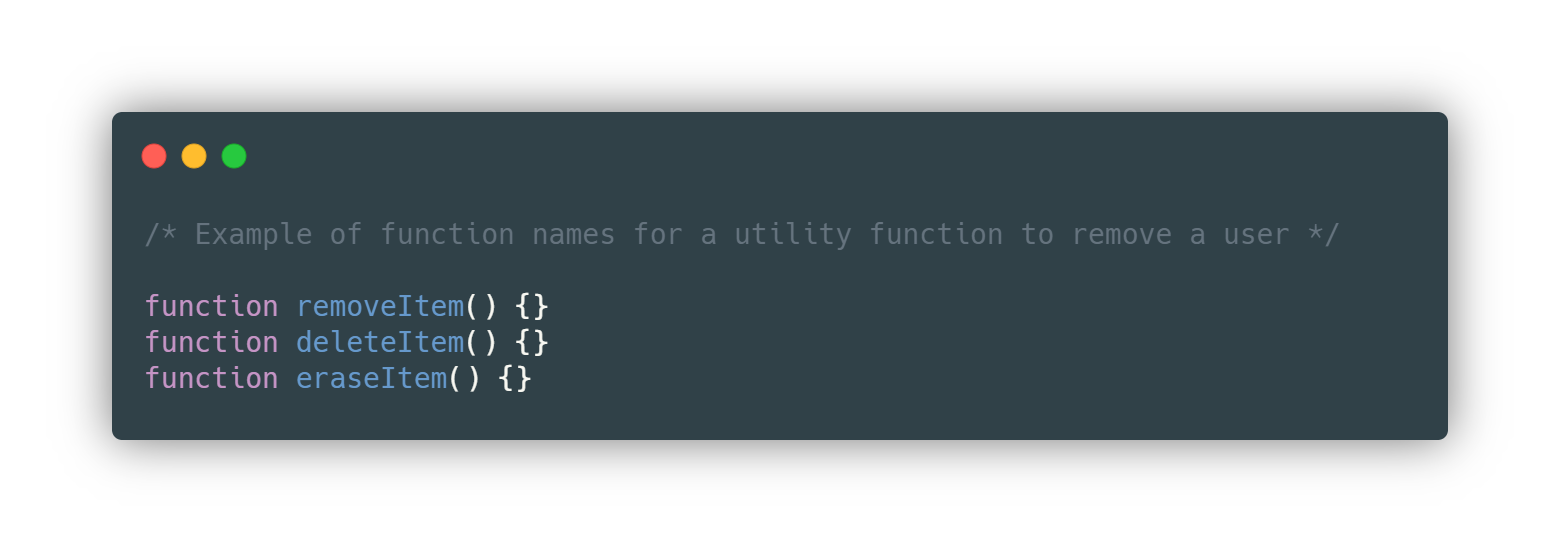 /* Example of function names for a utility function to remove a user */
function removeItem() {}
function deleteItem() {}
function eraseItem() {}